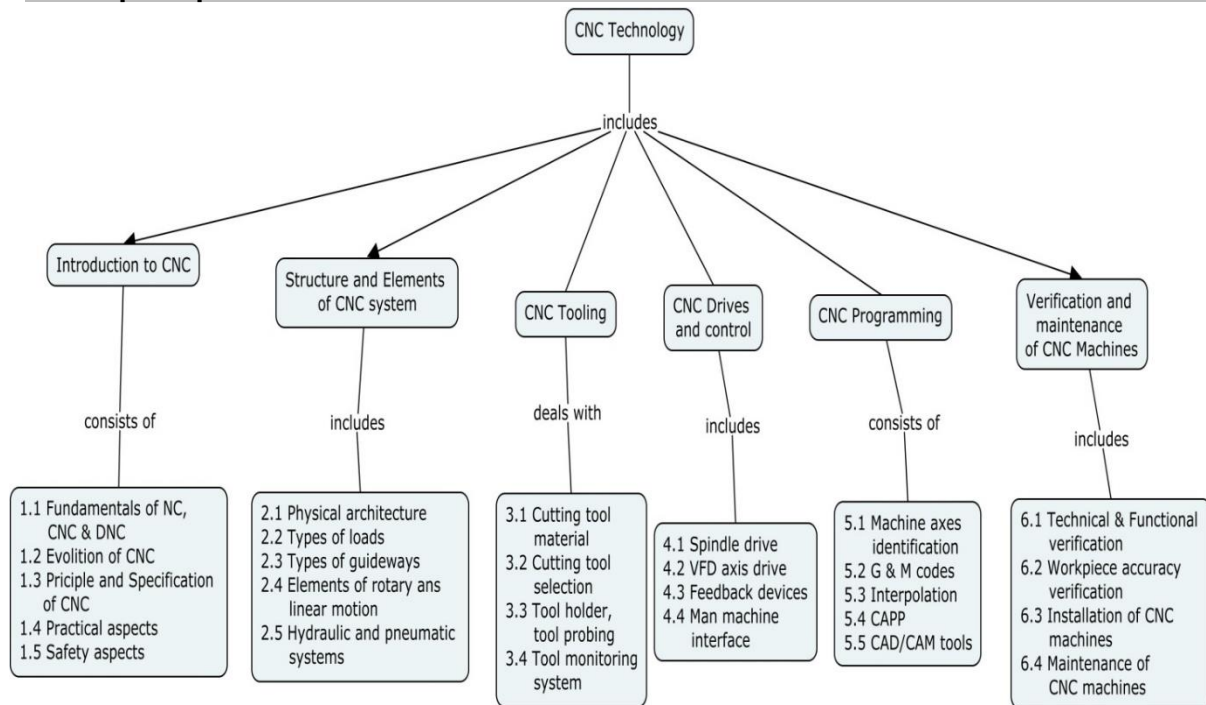 CNC Technology
includes
Introduction to CNC
Structure and Elements
of CNC system
CNC Tooling
CNC Drives
and control
CNC Programming
Verification and
maintenance
of CNC Machines
consists of
includes
deals with
includes
consists of
includes
1.1 Fundamentals of NC,
CNC & DNC
1.2 Evolition of CNC
1.3 Priciple and Specification
of CNC
1.4 Practical aspects
1.5 Safety aspects
2.1 Physical architecture
2.2 Types of loads
2.3 Types of guideways
2.4 Elements of rotary ans
linear motion
2.5 Hydraulic and pneumatic
systems
3.1 Cutting tool
material
3.2 Cutting tool
selection
3.3 Tool holder,
tool probing
3.4 Tool monitoring
system
4.1 Spindle drive
4.2 VFD axis drive
4.3 Feedback devices
4.4 Man machine
interface
5.1 Machine axes
identification
5.2 G & M codes
5.3 Interpolation
5.4 CAPP
5.5 CAD/CAM tools
6.1 Technical & Functional
verification
6.2 Workpiece accuracy
verification
6.3 Installation of CNC
machines
6.4 Maintenance of
CNC machines